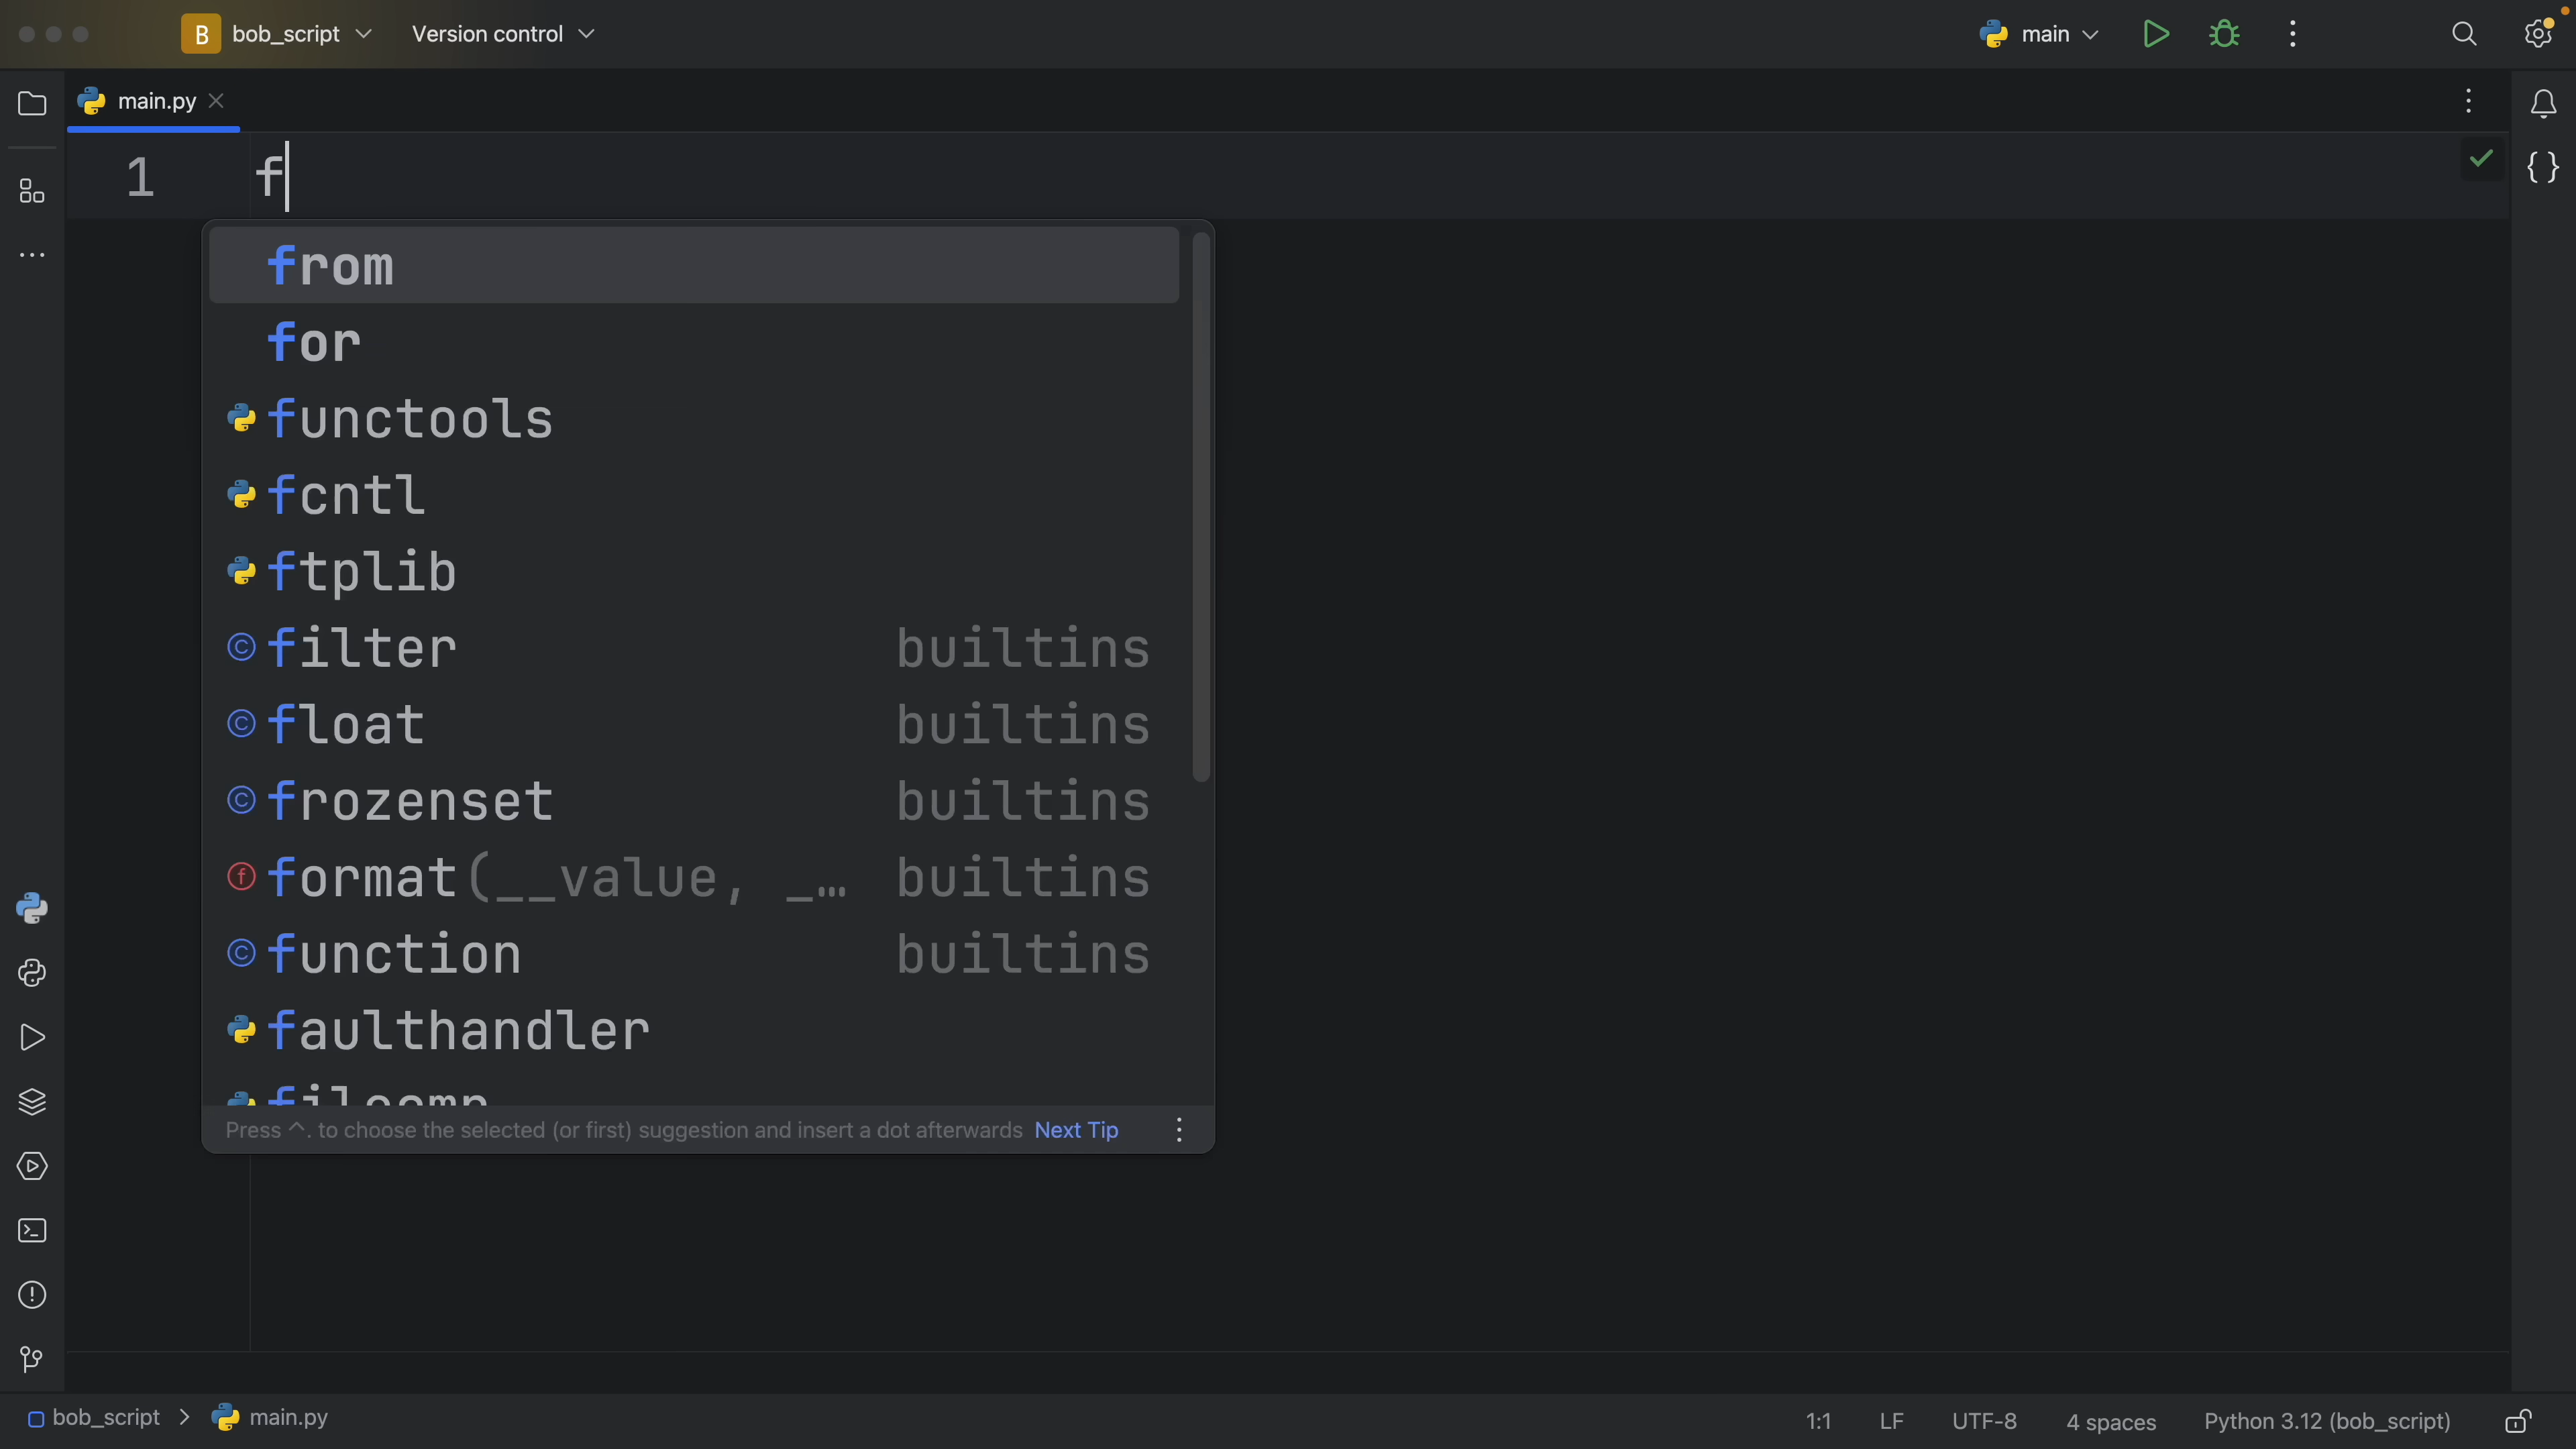 B bob_script Version control main
main.py
1 f
from
for
functools
fcntl
ftplib
filter builtins
float builtins
frozenset builtins
format(__value, _… builtins
function builtins
faulthandler
filecmp
Press ^. to choose the selected (or first) suggestion and insert a dot afterwards Next Tip
bob_script > main.py 1:1 LF UTF-8 4 spaces Python 3.12 (bob_script)